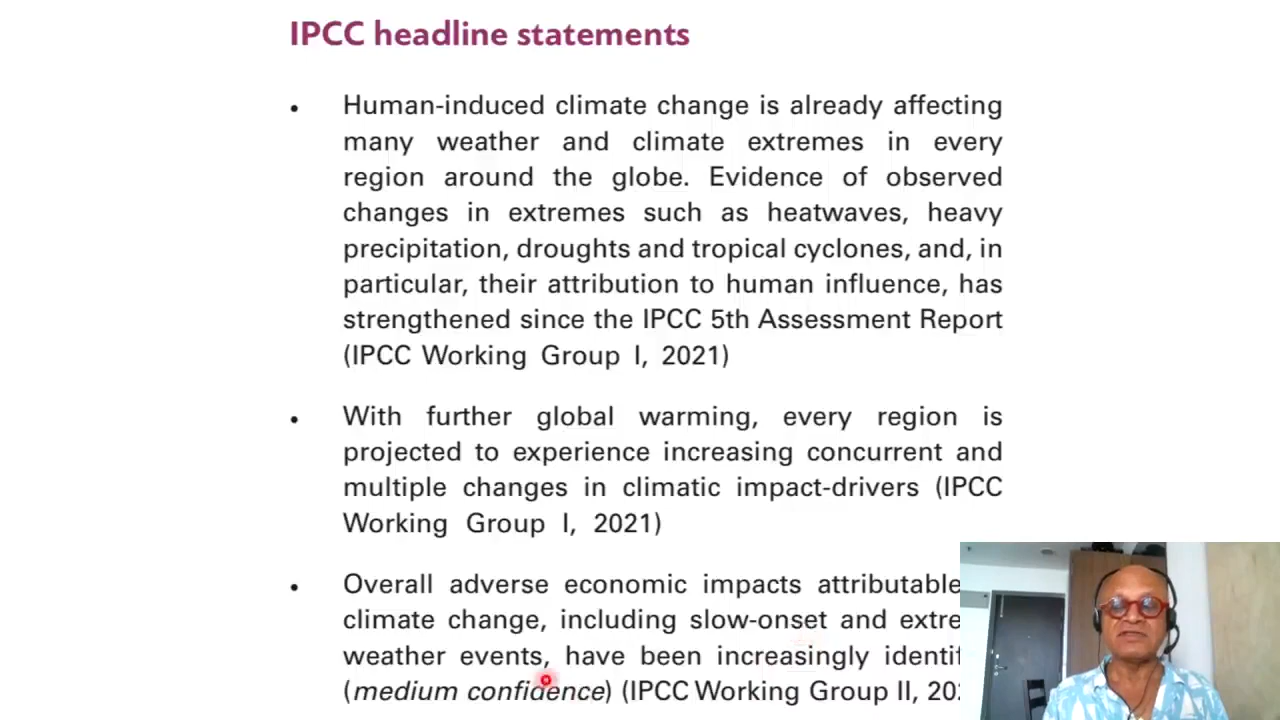 IPCC headline statements
• Human-induced climate change is already affecting
many weather and climate extremes in every
region around the globe. Evidence of observed
changes in extremes such as heatwaves, heavy
precipitation, droughts and tropical cyclones, and, in
particular, their attribution to human influence, has
strengthened since the IPCC 5th Assessment Report
(IPCC Working Group I, 2021)
• With further global warming, every region is
projected to experience increasing concurrent and
multiple changes in climatic impact-drivers (IPCC
Working Group I, 2021)
• Overall adverse economic impacts attributable
climate change, including slow-onset and
weather events, have been increasingly
(medium confidence) (IPCC Working Group II,